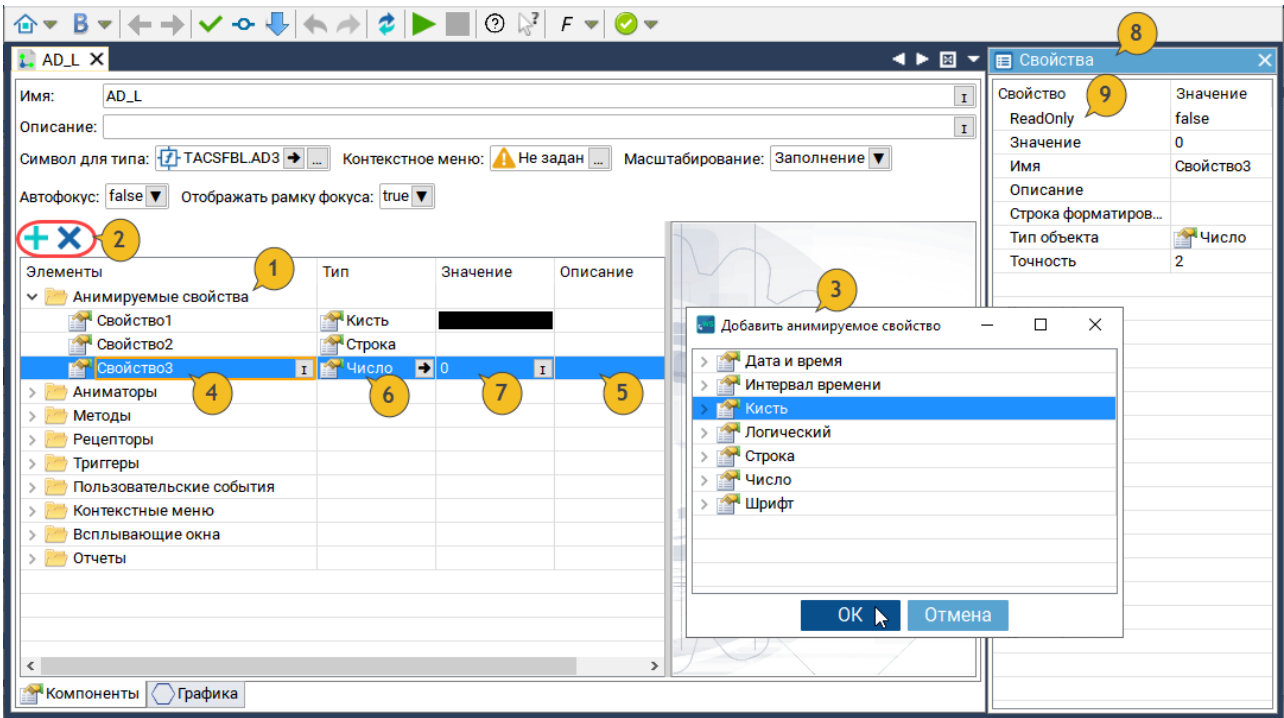 B F
AD_L
Имя: AD_L I
Описание: I
Символ для типа: TACSFBL.AD3 ... Контекстное меню: Не задан ... Масштабирование: Заполнение
Автофокус: false Отображать рамку фокуса: true
2
Элементы 1 Тип Значение Описание
Анимируемые свойства
Свойство1 Кисть
Свойство2 Строка
Свойство3 I Число 0 I
4 6 7 5
Аниматоры
Методы
Рецепторы
Триггеры
Пользовательские события
Контекстные меню
Всплывающие окна
Отчеты
Компоненты Графика
3
Добавить анимируемое свойство
Дата и время
Интервал времени
Кисть
Логический
Строка
Число
Шрифт
OK Отмена
8
Свойства
Свойство 9 Значение
ReadOnly false
Значение 0
Имя Свойство3
Описание
Строка форматиров...
Тип объекта Число
Точность 2